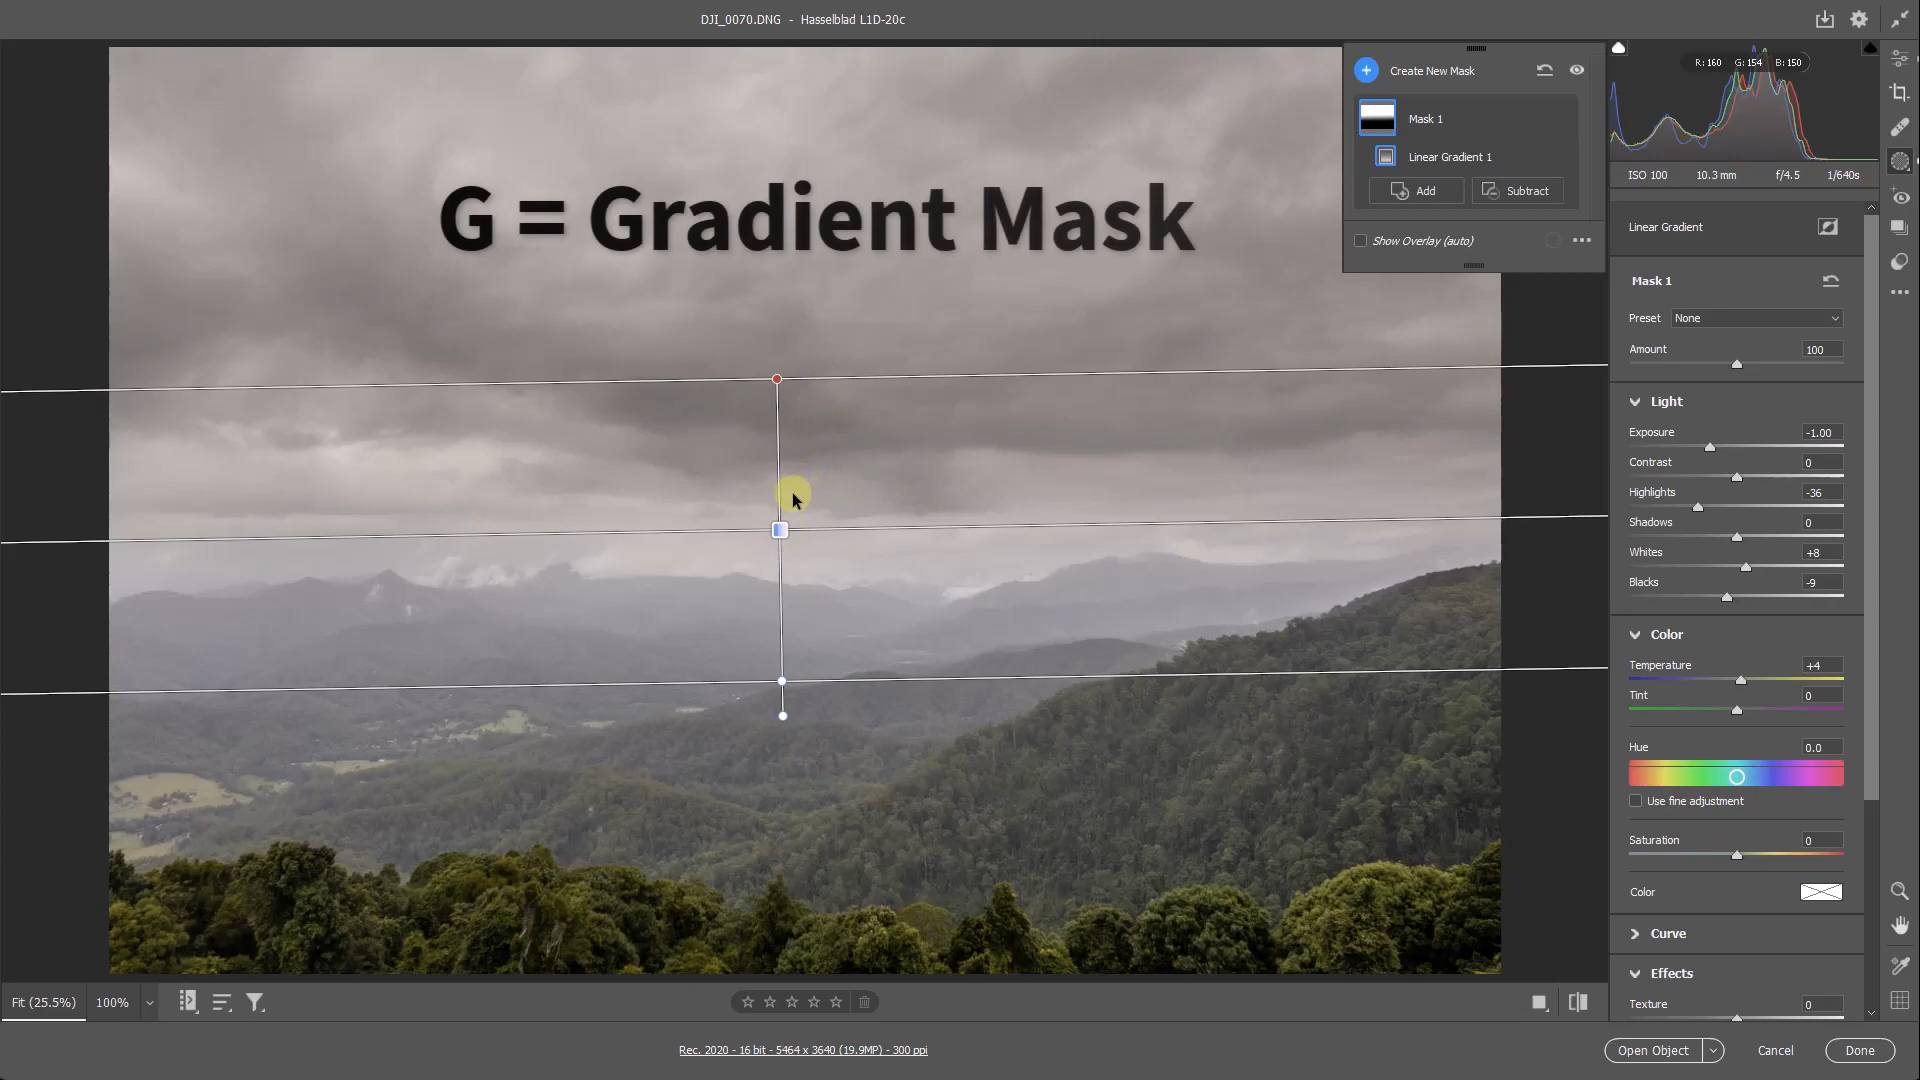 DJI_0070.DNG - Hasselblad L1D-20c
Create New Mask
Mask 1
Linear Gradient 1
Add
Subtract
Show Overlay (auto)
G = Gradient Mask
R: 160 G: 154 B: 150
ISO 100 10.3 mm f/4.5 1/640s
Linear Gradient
Mask 1
Preset None
Amount 100
Light
Exposure -1.00
Contrast 0
Highlights -36
Shadows 0
Whites +8
Blacks -9
Color
Temperature +4
Tint 0
Hue 0.0
Use fine adjustment
Saturation 0
Color
Curve
Effects
Texture 0
Fit (25.5%) 100%
Rec. 2020 - 16 bit - 5464 x 3640 (19.9MP) - 300 ppi
Open Object Cancel Done